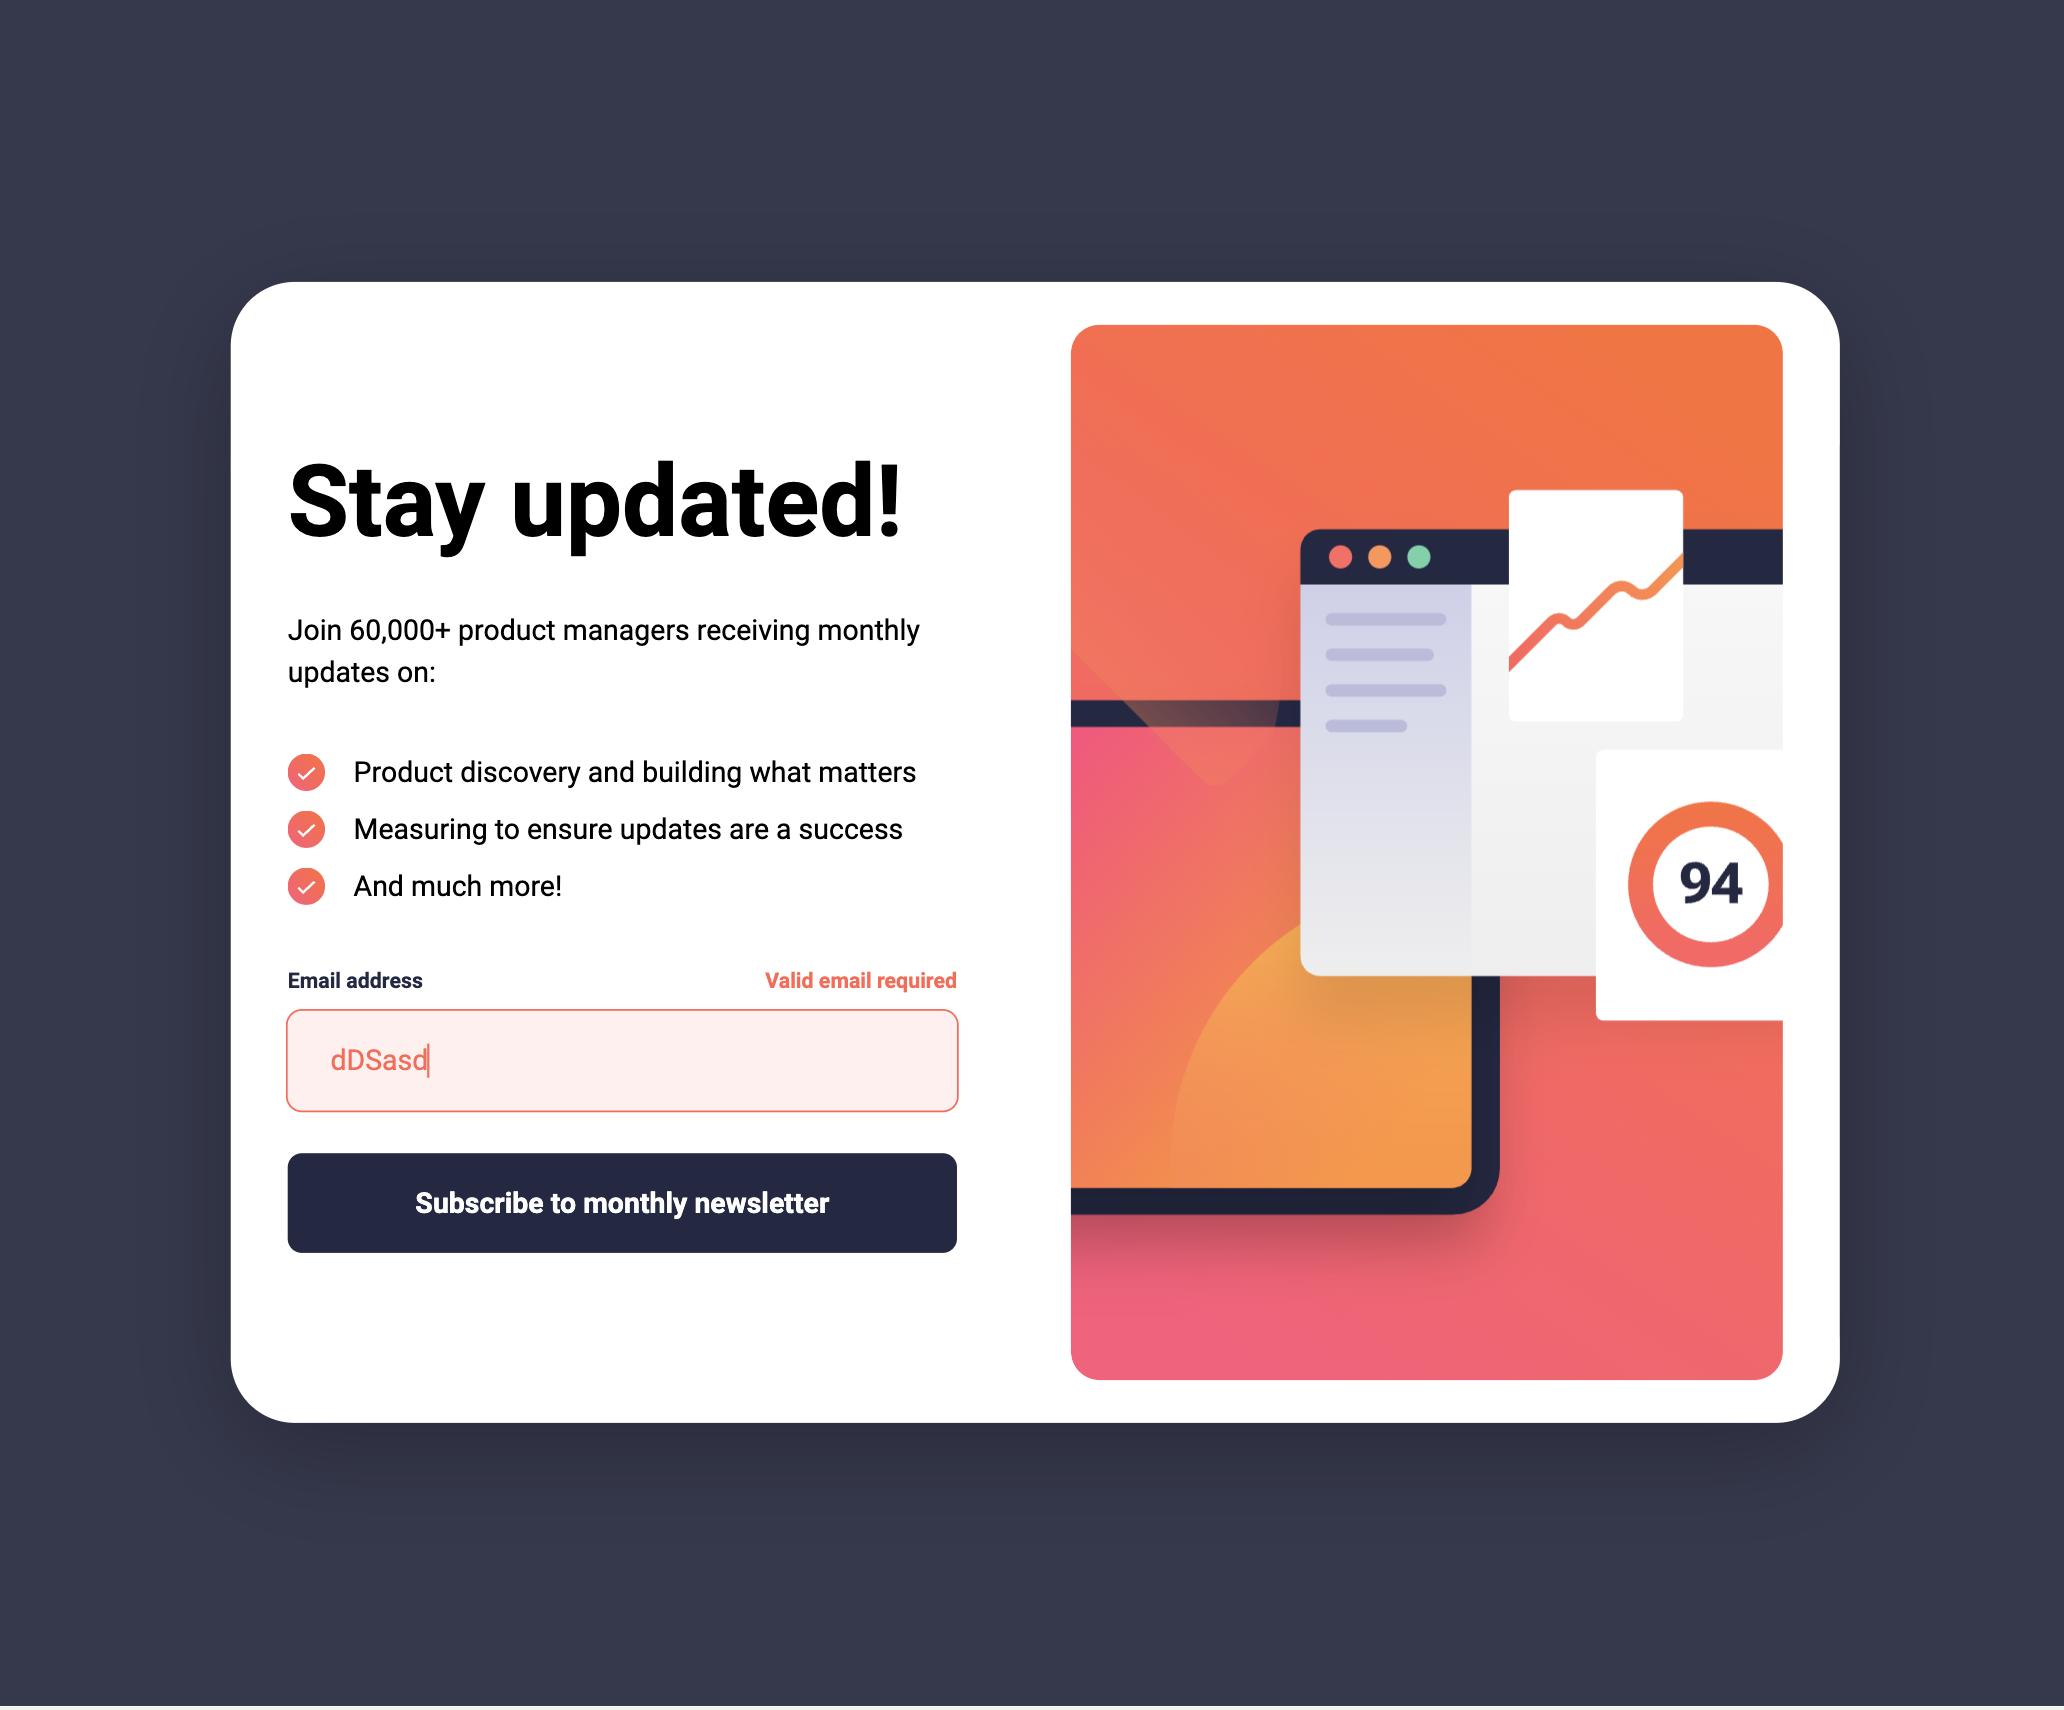 Stay updated!
Join 60,000+ product managers receiving monthly
updates on:
Product discovery and building what matters
Measuring to ensure updates are a success
And much more!
Email address
Valid email required
dDSasd
Subscribe to monthly newsletter
94